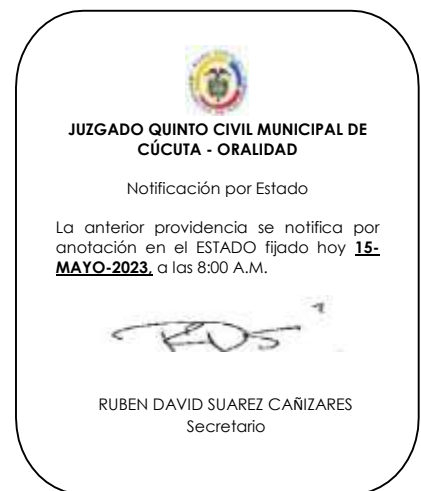 JUZGADO QUINTO CIVIL MUNICIPAL DE
CÚCUTA - ORALIDAD
Notificación por Estado
La anterior providencia se notifica por
anotación en el ESTADO fijado hoy 15-
MAYO-2023, a las 8:00 A.M.
RUBEN DAVID SUAREZ CAÑIZARES
Secretario